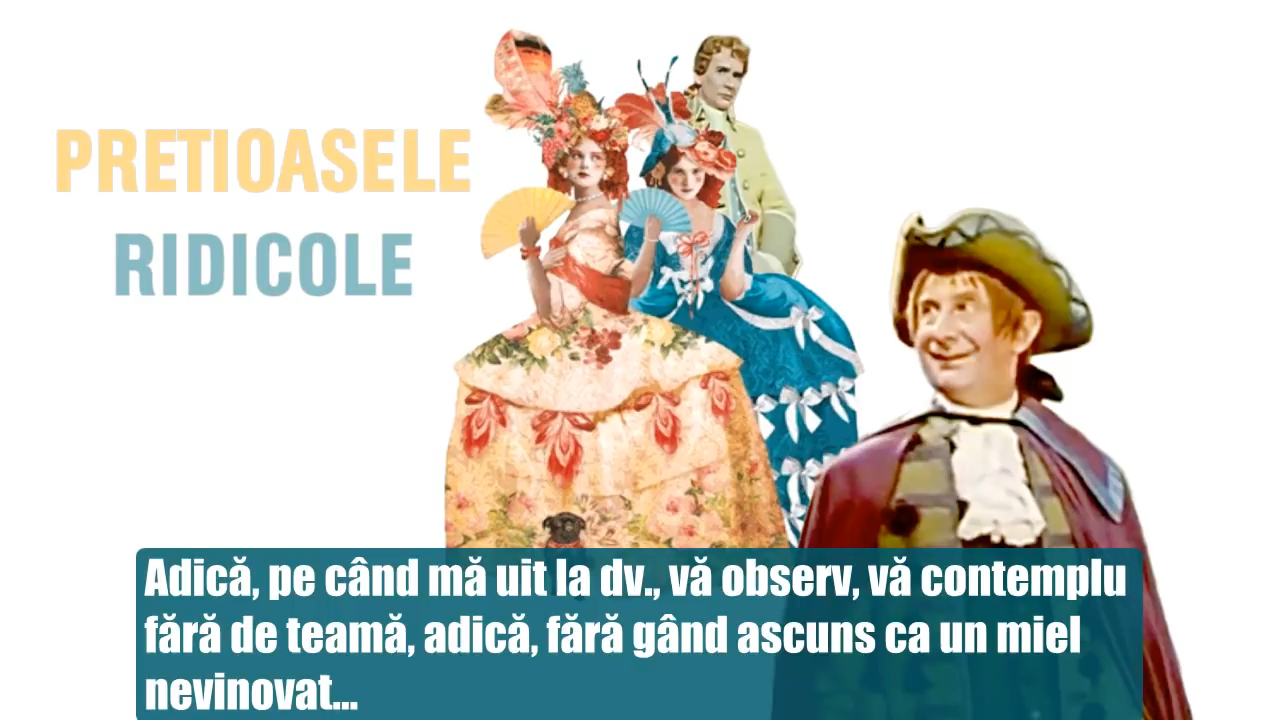 PRETIOASELE
RIDICOLE
Adică, pe când mă uit la dv., vă observ, vă contemplu
fără de teamă, adică, fără gând ascuns ca un miel
nevinovat...